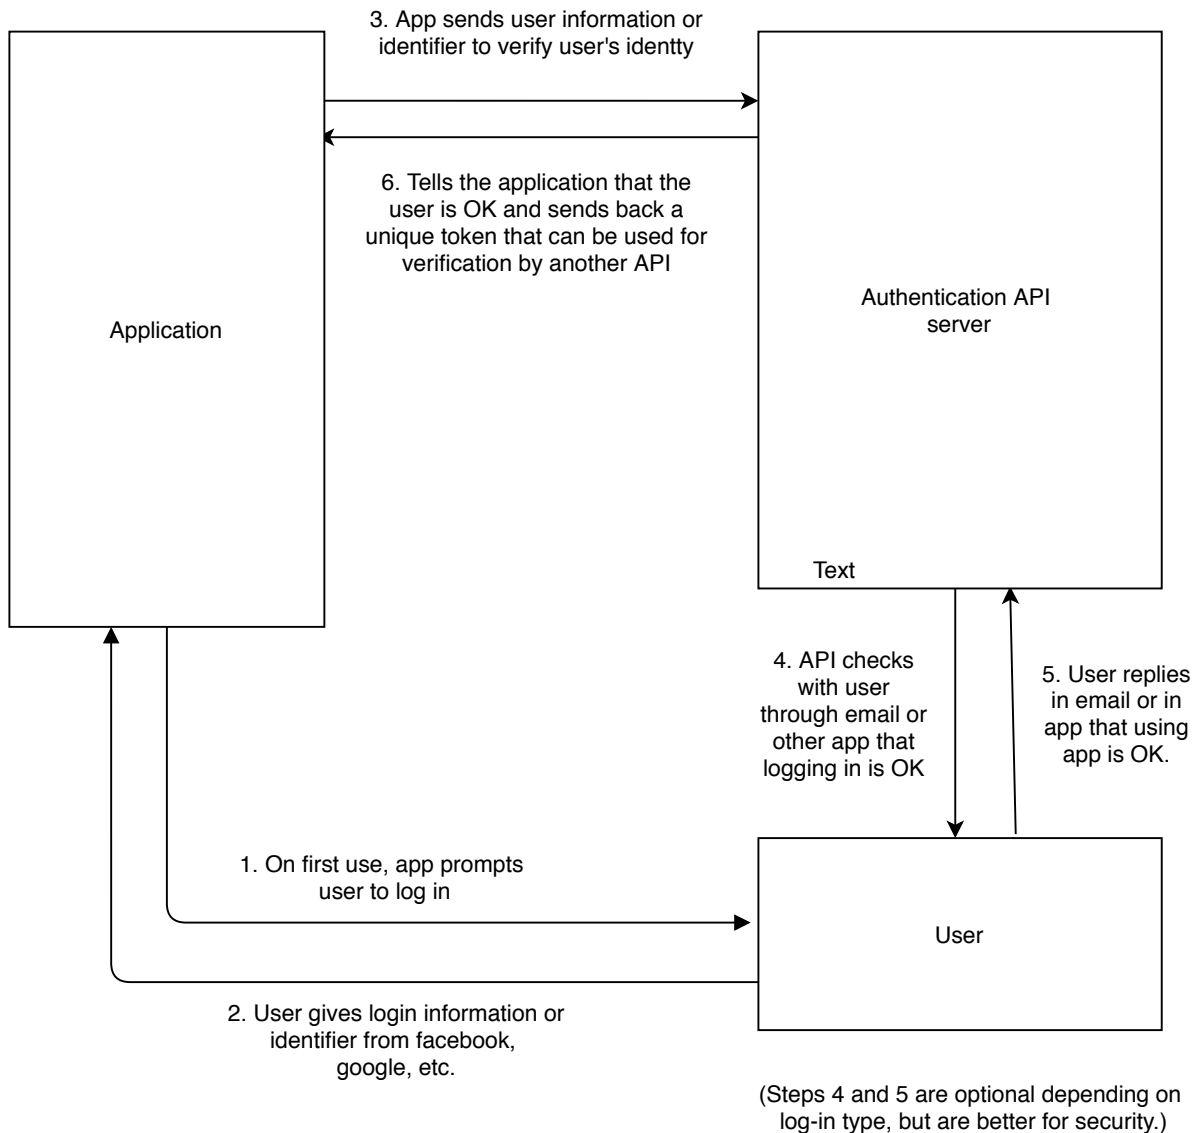 3. App sends user information or
identifier to verify user's identty
6. Tells the application that the
user is OK and sends back a
unique token that can be used for
verification by another API
Application
Authentication API
server
Text
4. API checks
with user
through email or
other app that
logging in is OK
5. User replies
in email or in
app that using
app is OK.
1. On first use, app prompts
user to log in
User
2. User gives login information or
identifier from facebook,
google, etc.
(Steps 4 and 5 are optional depending on
log-in type, but are better for security.)